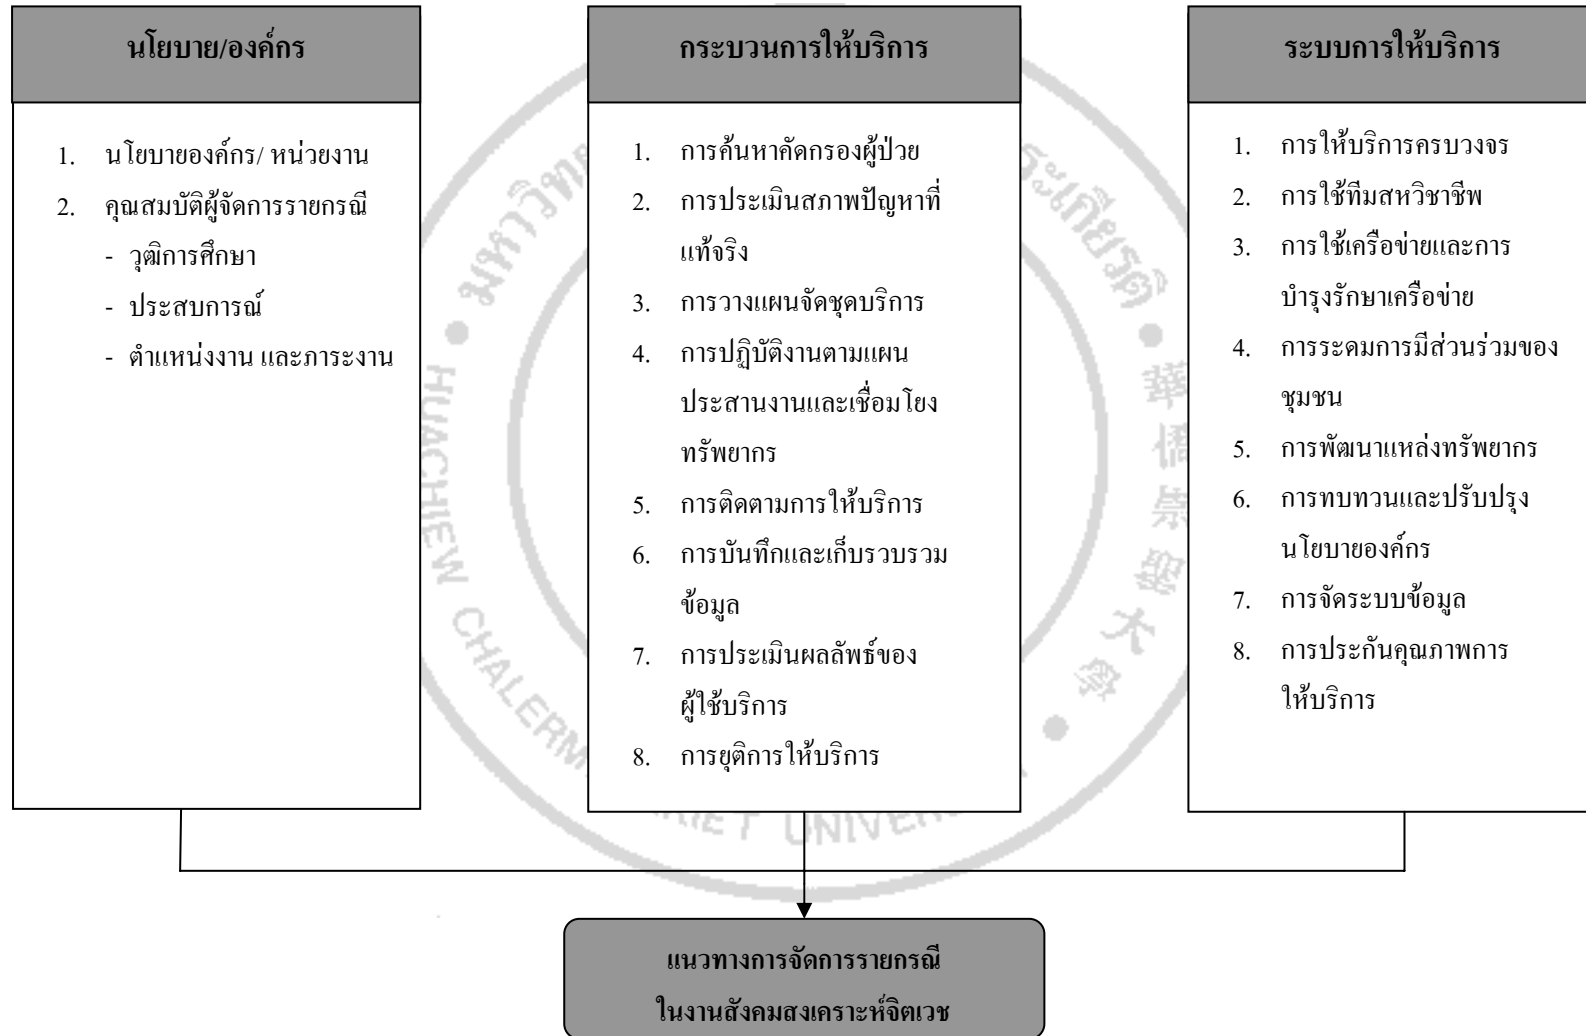 นโยบาย/องค์กร
1. นโยบายองค์กร/ หน่วยงาน
2. คุณสมบัติผู้จัดการรายกรณี
- วุฒิการศึกษา
- ประสบการณ์
- ตำแหน่งงาน และภาระงาน
กระบวนการให้บริการ
1. การค้นหาคัดกรองผู้ป่วย
2. การประเมินสภาพปัญหาที่
แท้จริง
3. การวางแผนจัดชุดบริการ
4. การปฏิบัติงานตามแผน
ประสานงานและเชื่อมโยง
ทรัพยากร
5. การติดตามการให้บริการ
6. การบันทึกและเก็บรวบรวม
ข้อมูล
7. การประเมินผลลัพธ์ของ
ผู้ใช้บริการ
8. การยุติการให้บริการ
ระบบการให้บริการ
1. การให้บริการครบวงจร
2. การใช้ทีมสหวิชาชีพ
3. การใช้เครือข่ายและการ
บำรุงรักษาเครือข่าย
4. การระดมการมีส่วนร่วมของ
ชุมชน
5. การพัฒนาแหล่งทรัพยากร
6. การทบทวนและปรับปรุง
นโยบายองค์กร
7. การจัดระบบข้อมูล
8. การประกันคุณภาพการ
ให้บริการ
แนวทางการจัดการรายกรณี
ในงานสังคมสงเคราะห์จิตเวช
HUACHIEW CHALERM
UNIVER
華僑崇聖大學